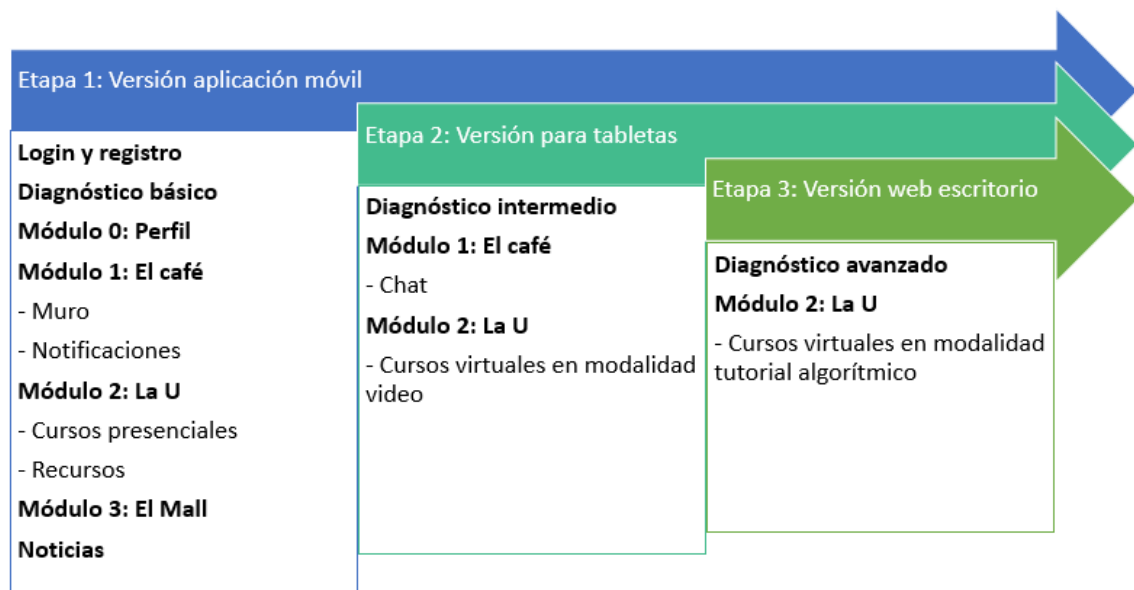 Etapa 1: Versión aplicación móvil
Login y registro
Diagnóstico básico
Módulo 0: Perfil
Módulo 1: El café
- Muro
- Notificaciones
Módulo 2: La U
- Cursos presenciales
- Recursos
Módulo 3: El Mall
Noticias
Etapa 2: Versión para tabletas
Diagnóstico intermedio
Módulo 1: El café
- Chat
Módulo 2: La U
- Cursos virtuales en modalidad
video
Etapa 3: Versión web escritorio
Diagnóstico avanzado
Módulo 2: La U
- Cursos virtuales en modalidad
tutorial algorítmico